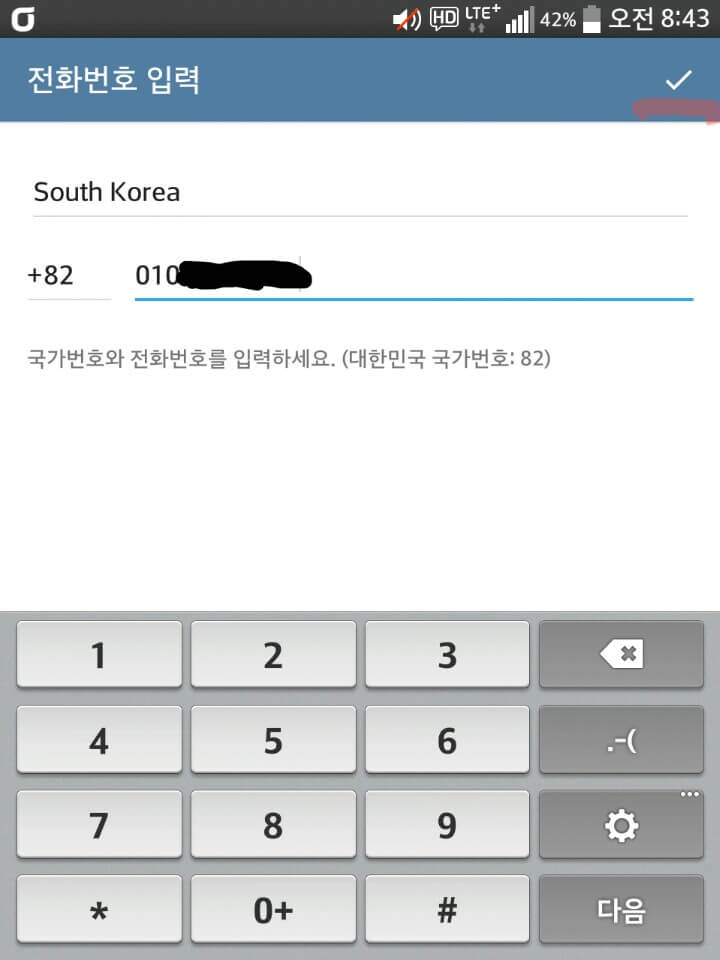 HD LTE+ 42% 오전 8:43
전화번호 입력
South Korea
+82 010
국가번호와 전화번호를 입력하세요. (대한민국 국가번호: 82)
1 2 3
4 5 6 .-(
7 8 9
* 0+ # 다음